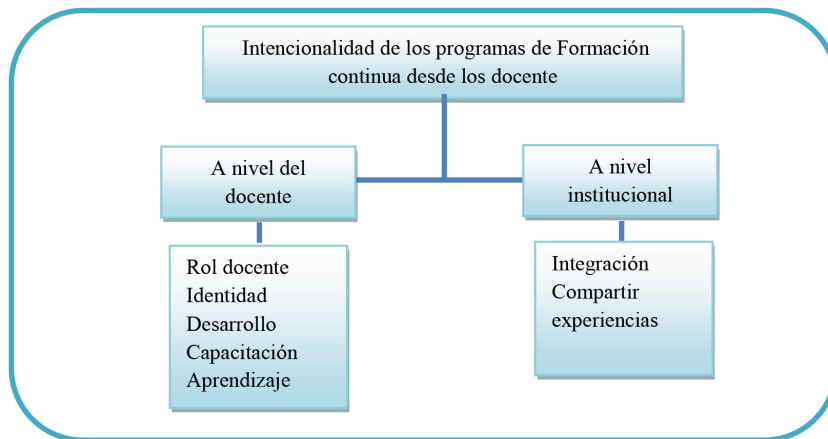 Intencionalidad de los programas de Formación
continua desde los docente
A nivel del
docente
A nivel
institucional
Rol docente
Identidad
Desarrollo
Capacitación
Aprendizaje
Integración
Compartir
experiencias